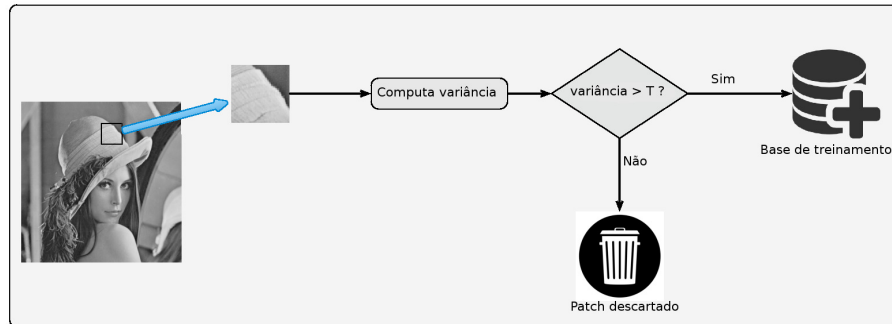 Computa variância
variância > T ?
Sim
Base de treinamento
Não
Patch descartado